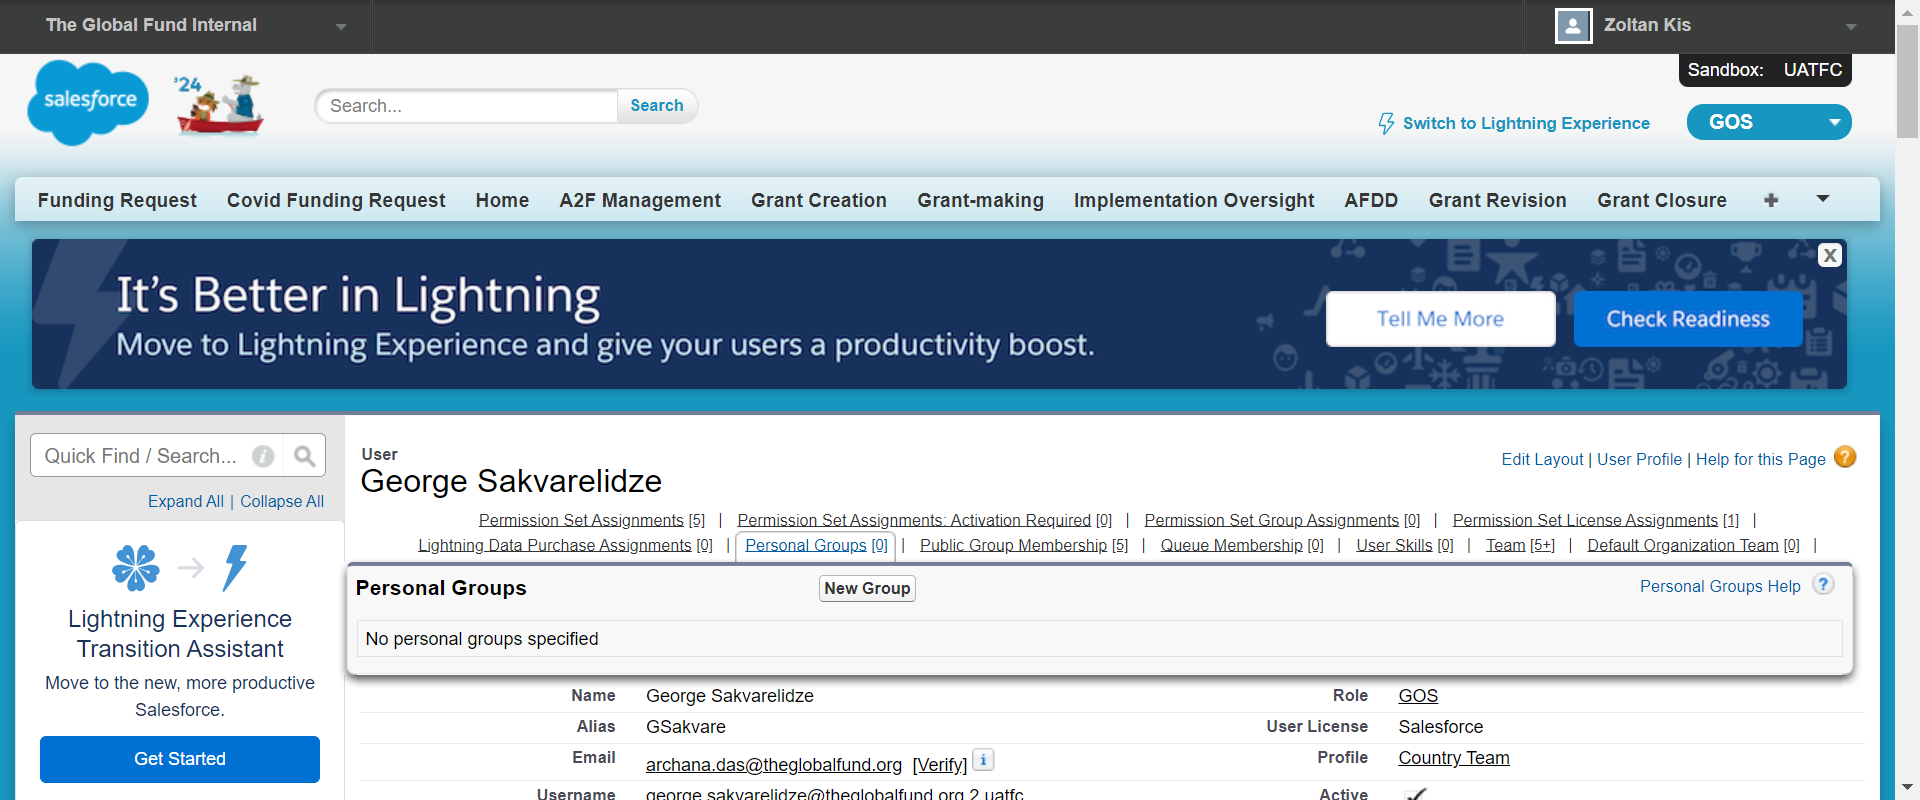 The Global Fund Internal
Zoltan Kis
Sandbox: UATFC
salesforce
'24
Search...
Search
Switch to Lightning Experience
GOS
Funding Request Covid Funding Request Home A2F Management Grant Creation Grant-making Implementation Oversight AFDD Grant Revision Grant Closure
It's Better in Lightning
Move to Lightning Experience and give your users a productivity boost.
Tell Me More
Check Readiness
X
Quick Find / Search...
Expand All | Collapse All
Lightning Experience
Transition Assistant
Move to the new, more productive
Salesforce.
Get Started
User
George Sakvarelidze
Edit Layout | User Profile | Help for this Page
Permission Set Assignments [5] | Permission Set Assignments: Activation Required [0] | Permission Set Group Assignments [0] | Permission Set License Assignments [1] |
Lightning Data Purchase Assignments [0] | Personal Groups [0] | Public Group Membership [5] | Queue Membership [0] | User Skills [0] | Team [5+] | Default Organization Team [0] |
Personal Groups
New Group
Personal Groups Help ?
No personal groups specified
Name George Sakvarelidze Role GOS
Alias GSakvare User License Salesforce
Email archana.das@theglobalfund.org [Verify] i Profile Country Team
Username george.sakvarelidze@theglobalfund.org.2.uatfc Active